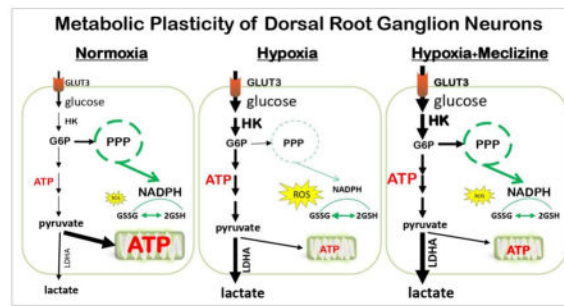 Metabolic Plasticity of Dorsal Root Ganglion Neurons
Normoxia
GLUT3
glucose
HK
G6P
PPP
ATP
ROS
NADPH
GSSG
2GSH
pyruvate
ATP
LDHA
lactate
Hypoxia
GLUT3
glucose
HK
G6P
PPP
ATP
ROS
NADPH
GSSG
2GSH
pyruvate
ATP
LDHA
lactate
Hypoxia+Meclizine
GLUT3
glucose
HK
G6P
PPP
ATP
ROS
NADPH
GSSG
2GSH
pyruvate
ATP
LDHA
lactate